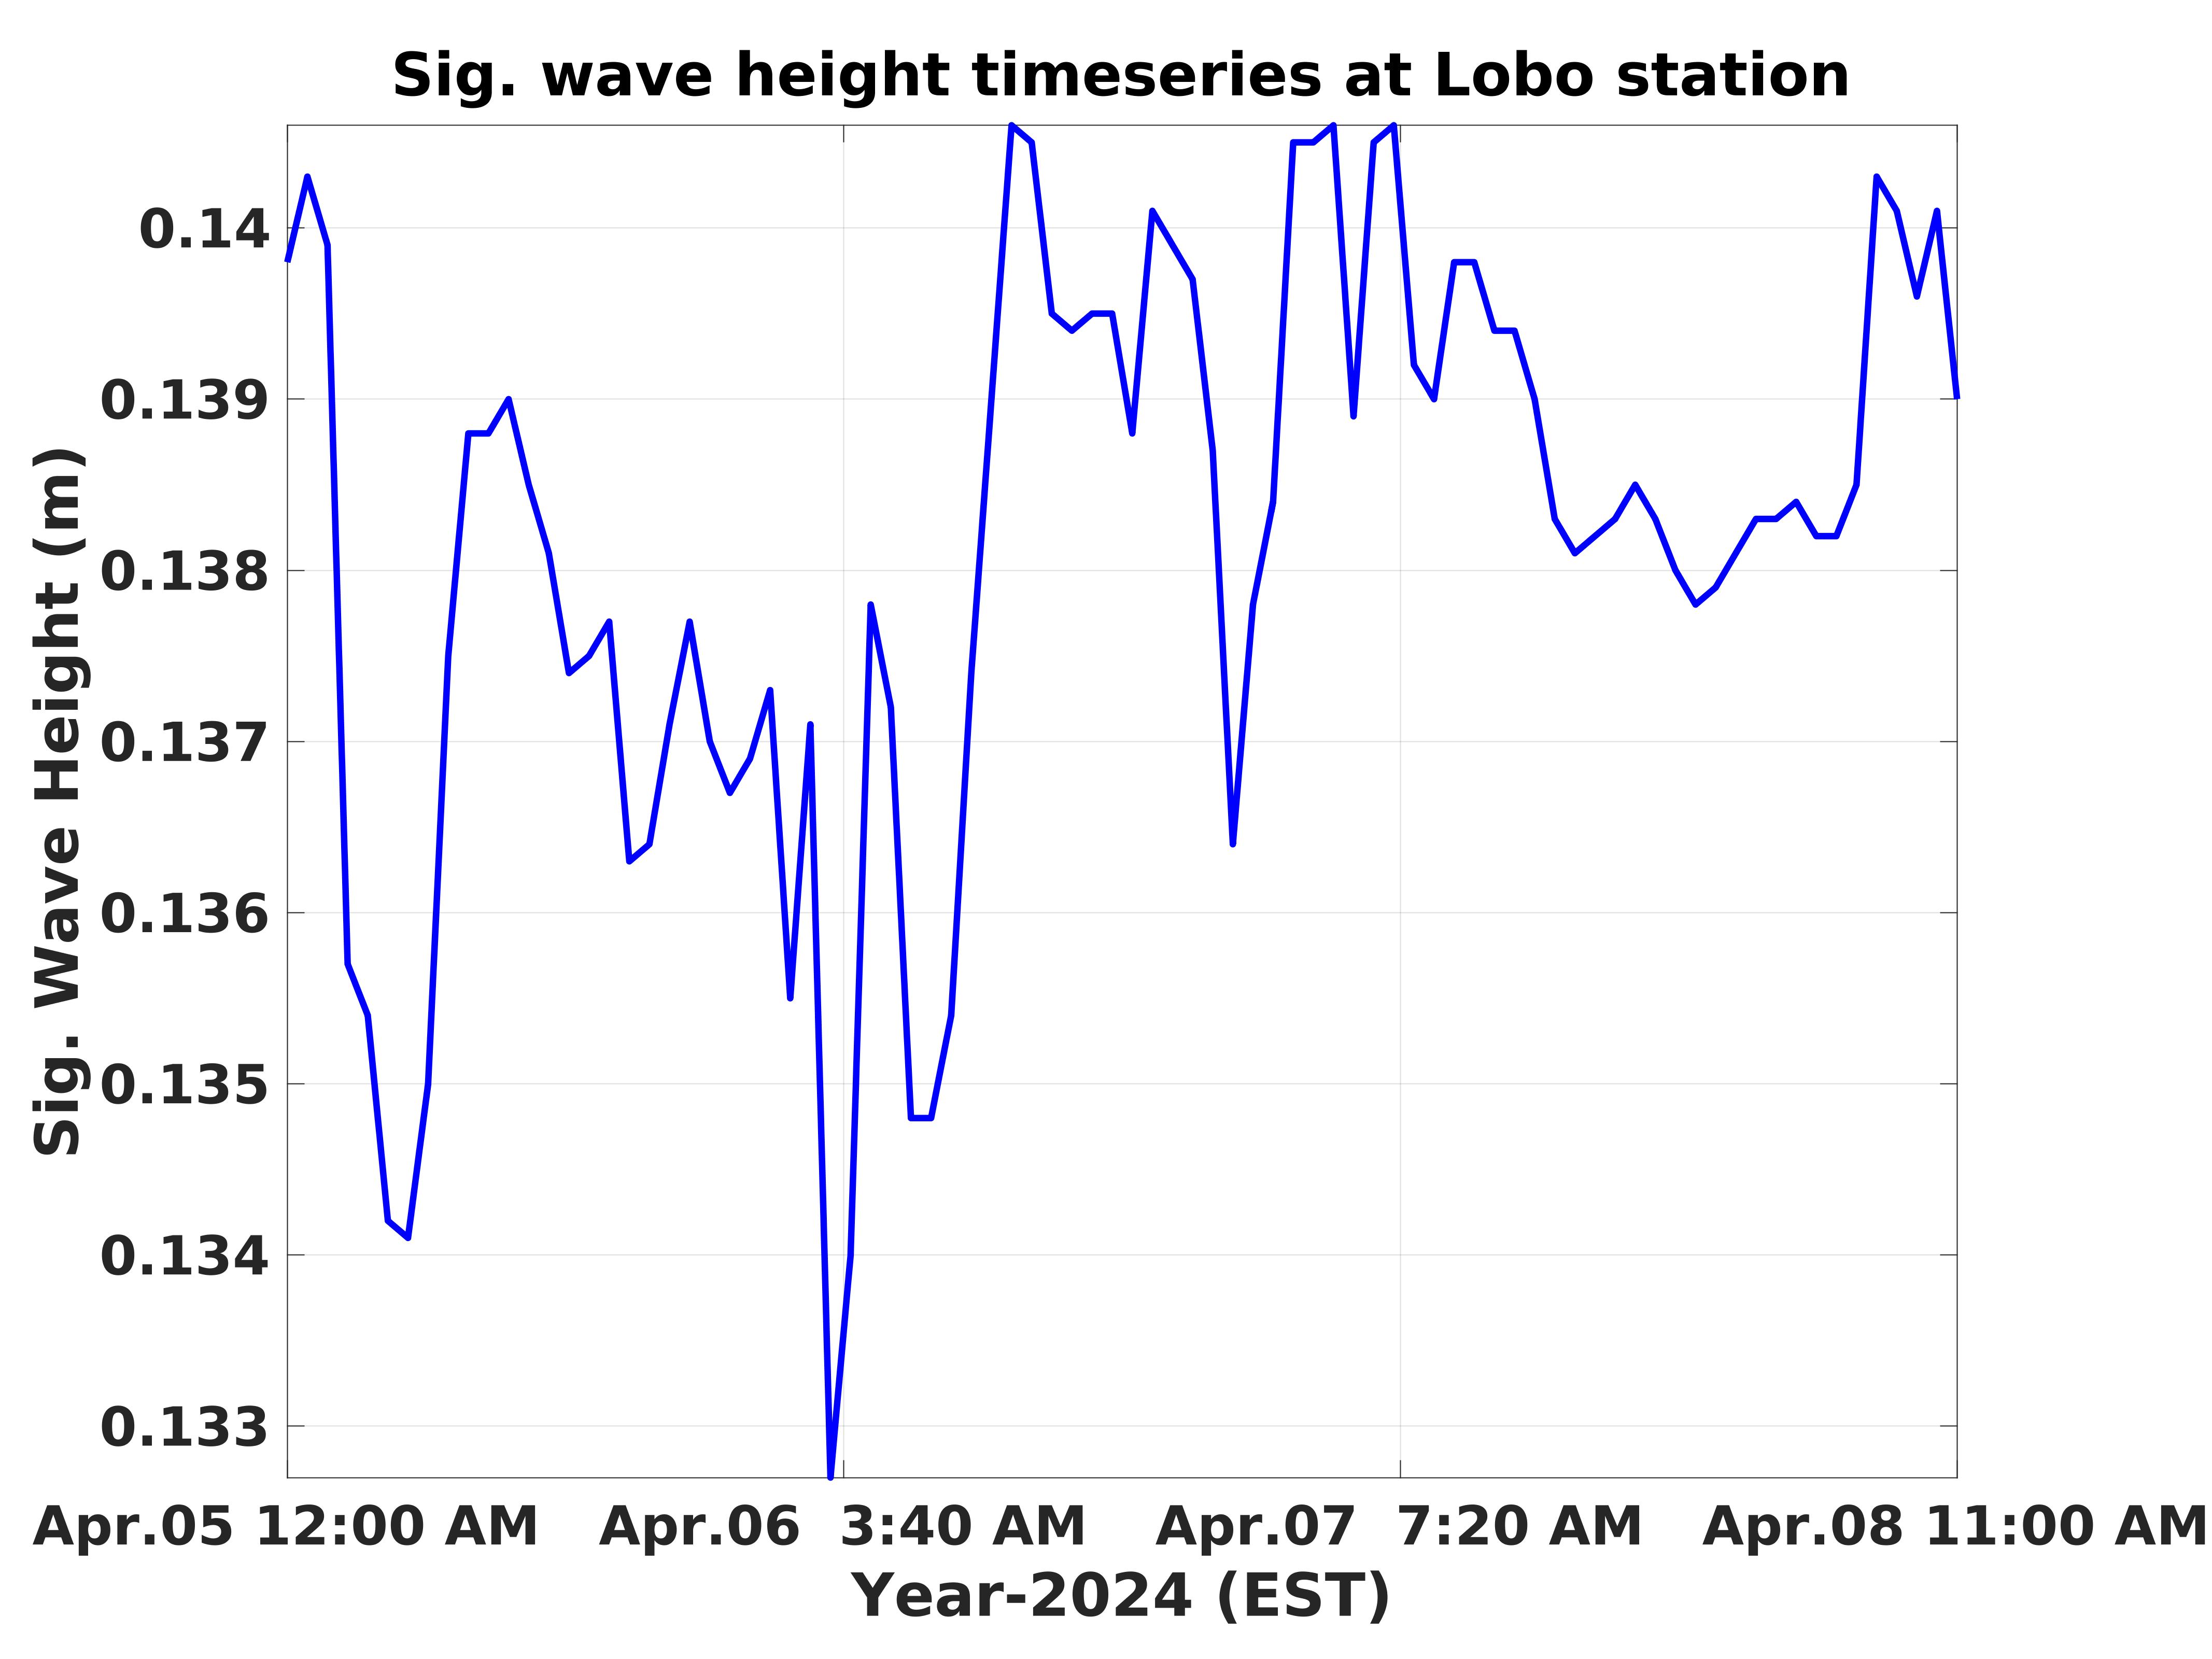 Sig. wave height timeseries at Lobo station
Sig. Wave Height (m)
0.14
0.139
0.138
0.137
0.136
0.135
0.134
0.133
Apr.05 12:00 AM Apr.06 3:40 AM Apr.07 7:20 AM Apr.08 11:00 AM
Year-2024 (EST)